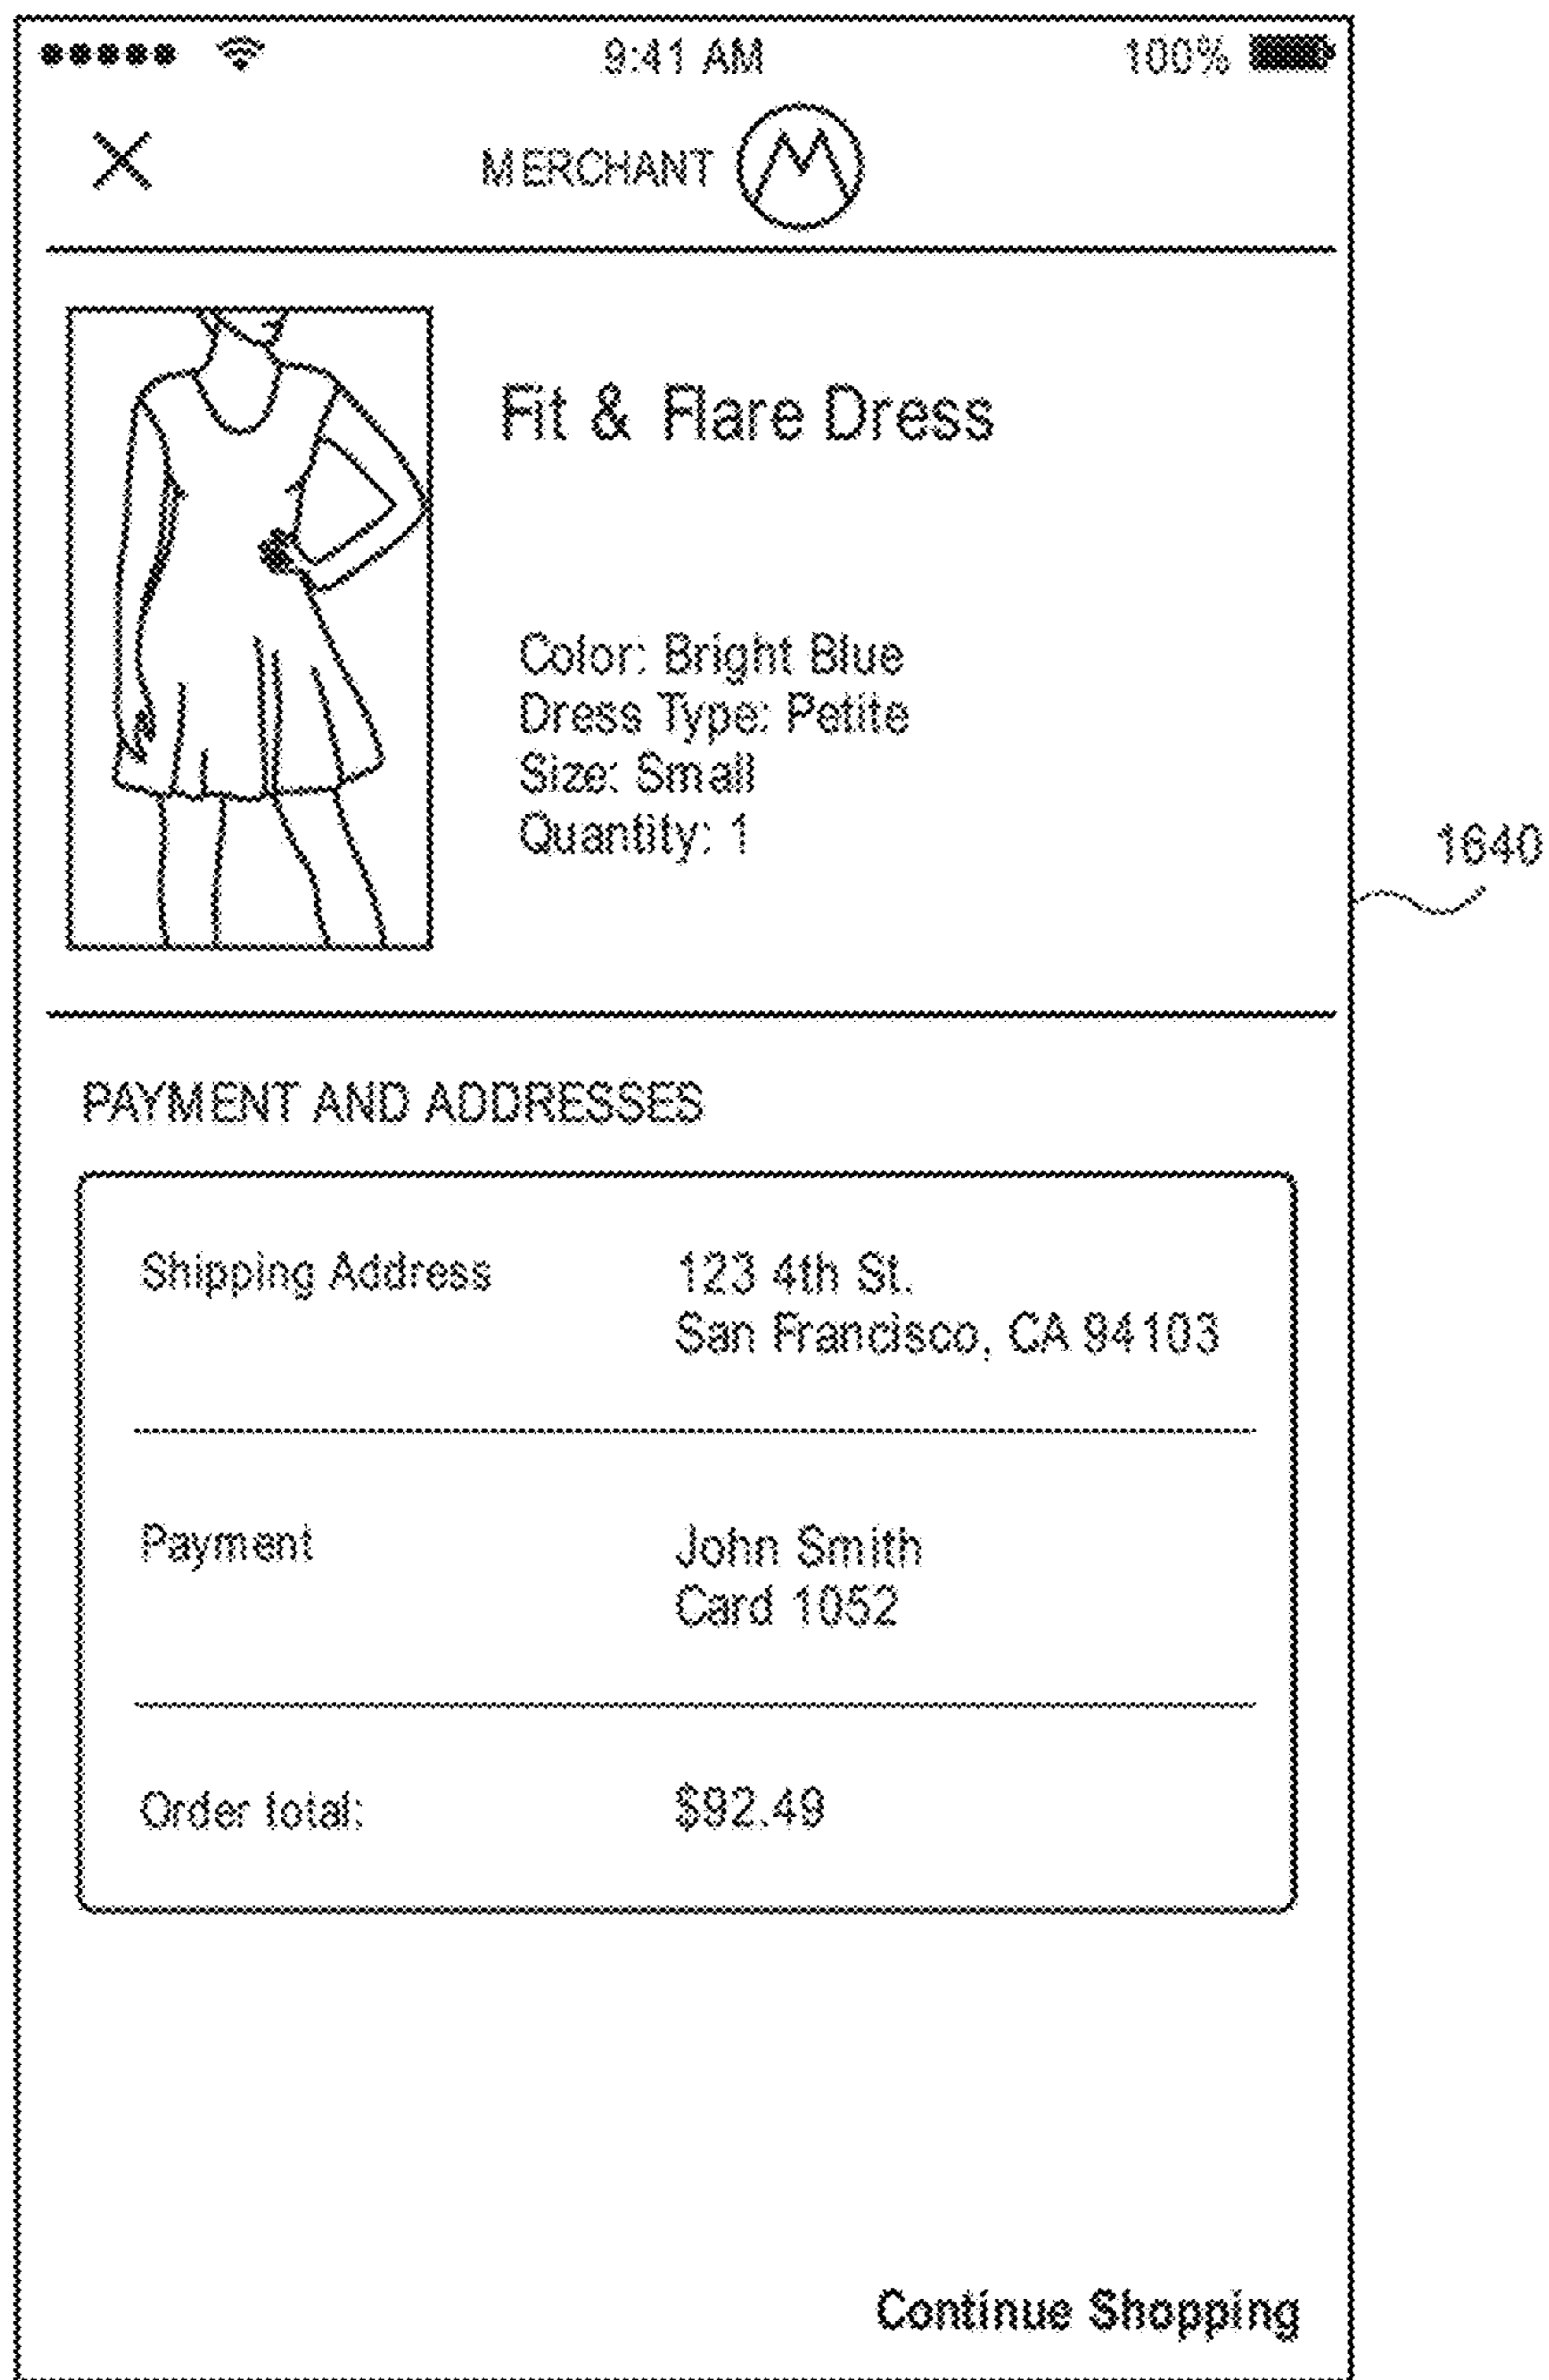 9:41 AM 100%
MERCHANT M
Fit & Flare Dress
Color: Bright Blue
Dress Type: Petite
Size: Small
Quantity: 1
1640
PAYMENT AND ADDRESSES
Shipping Address 123 4th St.
San Francisco, CA 94103
Payment John Smith
Card 1052
Order total: $92.49
Continue Shopping